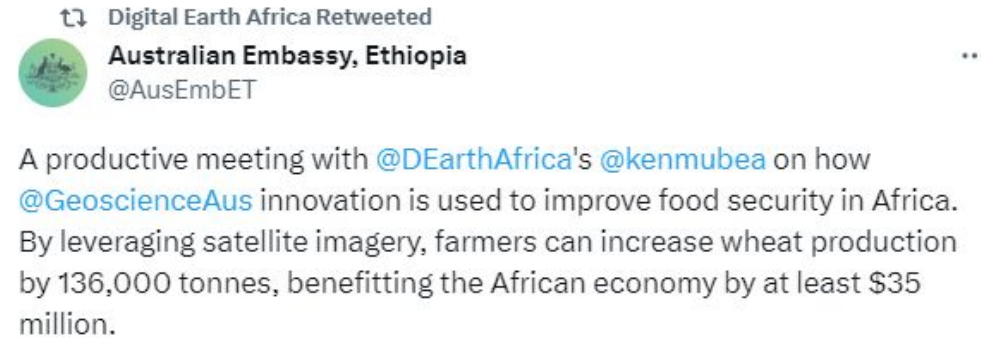 Digital Earth Africa Retweeted
Australian Embassy, Ethiopia
@AusEmbET
A productive meeting with @DEarthAfrica's @kenmubea on how
@GeoscienceAus innovation is used to improve food security in Africa.
By leveraging satellite imagery, farmers can increase wheat production
by 136,000 tonnes, benefitting the African economy by at least $35
million.